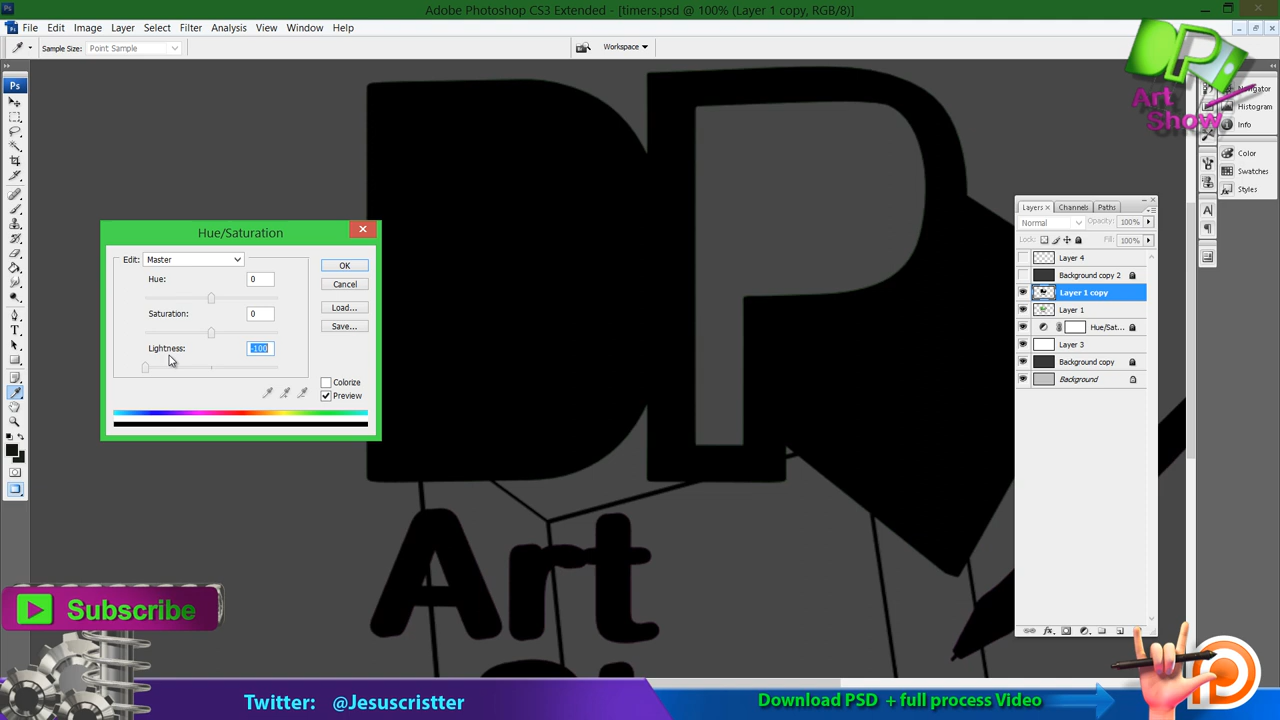 Adobe Photoshop CS3 Extended - [timers.psd @ 100% (Layer 1 copy, RGB/8)]
File Edit Image Layer Select Filter Analysis View Window Help
Sample Size: Point Sample
Workspace
DP
Art
Show
Ps
Navigator
Histogram
Info
Color
Swatches
Styles
Hue/Saturation
Edit: Master
OK
Hue: 0
Cancel
Saturation: 0
Load...
Save...
Lightness: -100
Colorize
Preview
Layers Channels Paths
Normal Opacity: 100%
Lock: Fill: 100%
Layer 4
Background copy 2
Layer 1 copy
Layer 1
Hue/Sat...
Layer 3
Background copy
Background
DP
Art
Subscribe
Twitter: @Jesuscristter
Download PSD + full process Video